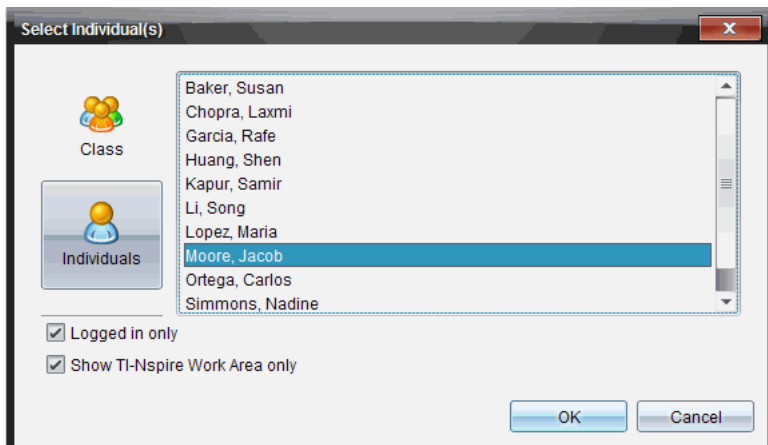 Select Individual(s)
Class
Individuals
Baker, Susan
Chopra, Laxmi
Garcia, Rafe
Huang, Shen
Kapur, Samir
Li, Song
Lopez, Maria
Moore, Jacob
Ortega, Carlos
Simmons, Nadine
Logged in only
Show TI-Nspire Work Area only
OK
Cancel